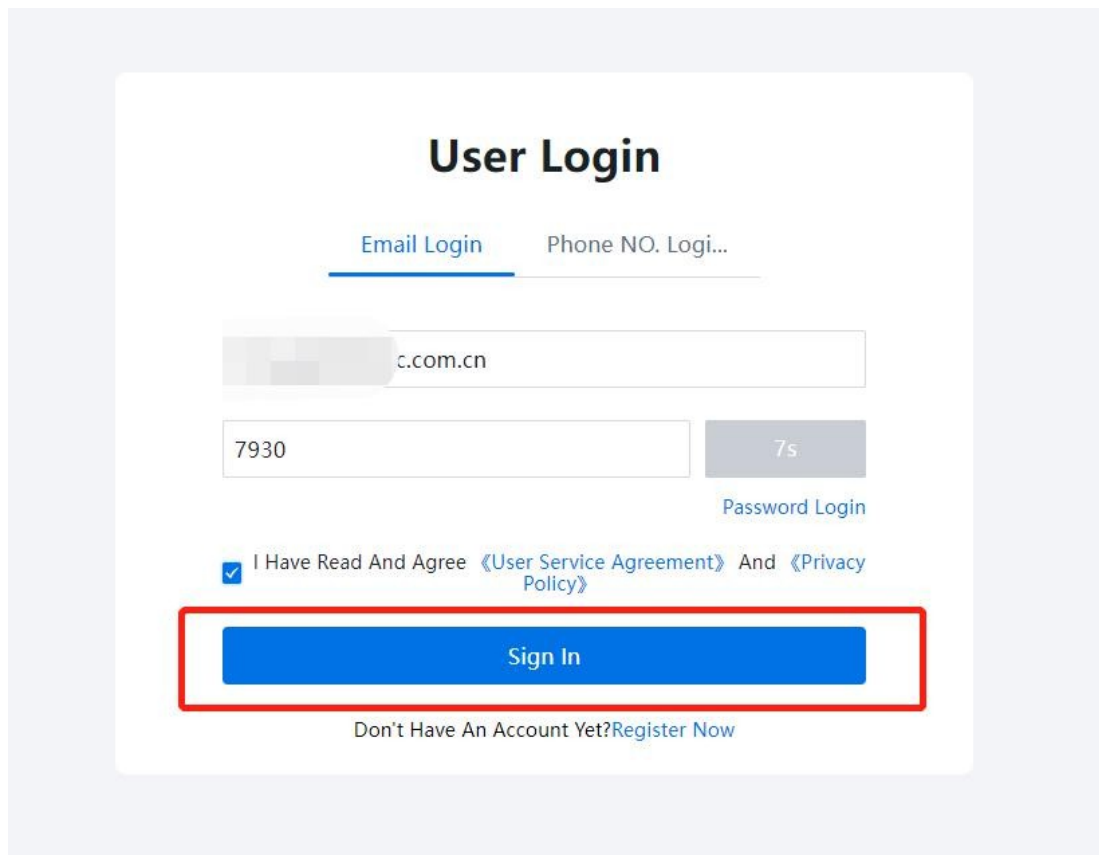 User Login
Email Login Phone NO. Logi...
c.com.cn
7930 7s
Password Login
I Have Read And Agree 《User Service Agreement》 And 《Privacy
Policy》
Sign In
Don't Have An Account Yet?Register Now